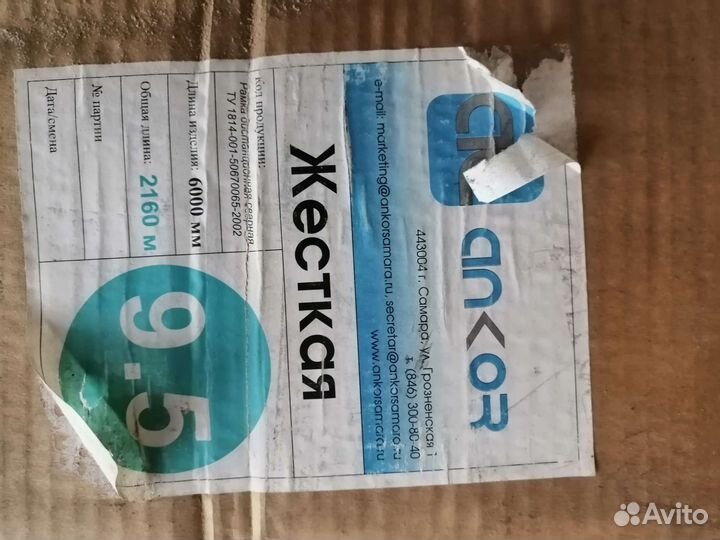 ankor
443004 г. Самара, ул. Грозненская 1
т. (846) 300-80-40
e-mail: marketing@ankorsamara.ru, secretar@ankorsamara.ru
www.ankorsamara.ru
Жесткая
Код продукции:
Рамка дистанционная сварная
ТУ 1814-001-50670065-2002
Длина изделия: 6000 мм
Общая длина: 2160 м
№ партии
Дата/смена
9.5
Avito